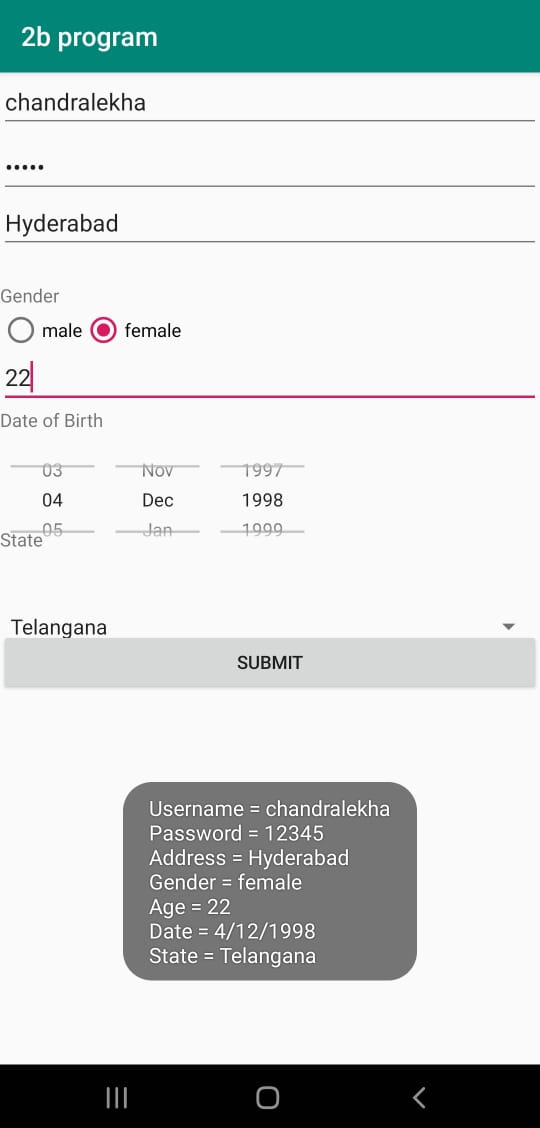 2b program
chandralekha
•••••
Hyderabad
Gender
male female
22
Date of Birth
03 Nov 1997
04 Dec 1998
05 Jan 1999
State
Telangana
SUBMIT
Username = chandralekha
Password = 12345
Address = Hyderabad
Gender = female
Age = 22
Date = 4/12/1998
State = Telangana